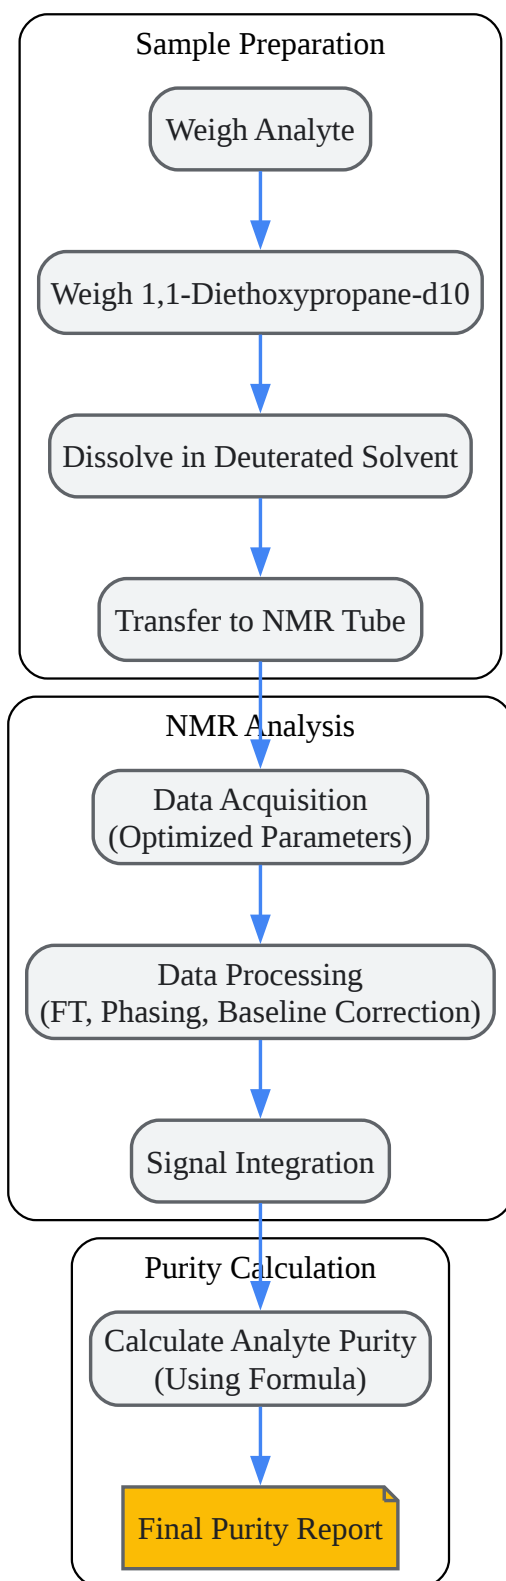 Sample Preparation
Weigh Analyte
Weigh 1,1-Diethoxypropane-d10
Dissolve in Deuterated Solvent
Transfer to NMR Tube
NMR Analysis
Data Acquisition
(Optimized Parameters)
Data Processing
(FT, Phasing, Baseline Correction)
Signal Integration
Purity Calculation
Calculate Analyte Purity
(Using Formula)
Final Purity Report